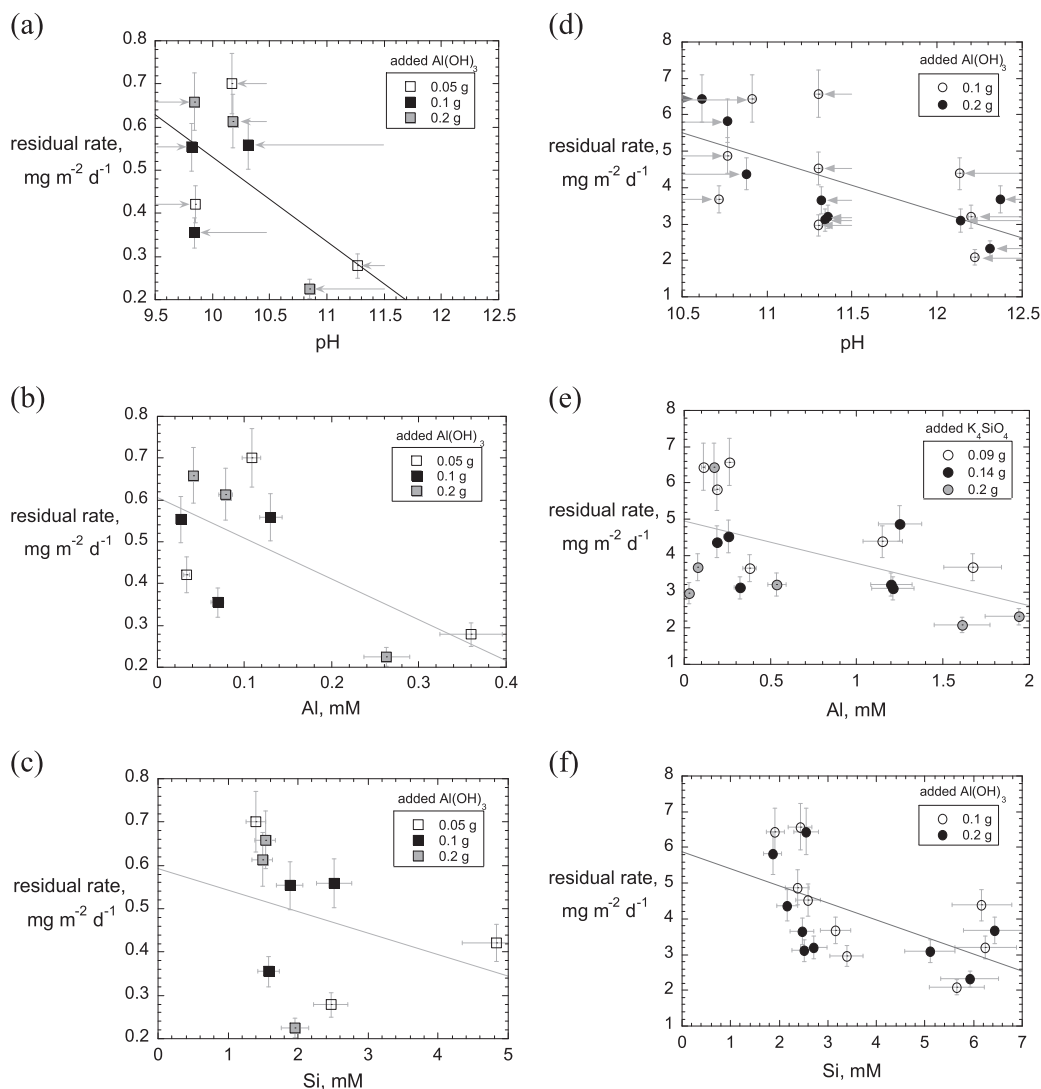 (a)
0.8
0.7
0.6
0.5
0.4
0.3
0.2
residual rate,
mg m⁻² d⁻¹
added Al(OH)₃
0.05 g
0.1 g
0.2 g
9.5 10 10.5 11 11.5 12 12.5
pH
(d)
8
7
6
5
4
3
2
1
residual rate,
mg m⁻² d⁻¹
added Al(OH)₃
0.1 g
0.2 g
10.5 11 11.5 12 12.5
pH
(b)
0.8
0.7
0.6
0.5
0.4
0.3
0.2
residual rate,
mg m⁻² d⁻¹
added Al(OH)₃
0.05 g
0.1 g
0.2 g
0 0.1 0.2 0.3 0.4
Al, mM
(e)
8
7
6
5
4
3
2
1
residual rate,
mg m⁻² d⁻¹
added K₄SiO₄
0.09 g
0.14 g
0.2 g
0 0.5 1 1.5 2
Al, mM
(c)
0.8
0.7
0.6
0.5
0.4
0.3
0.2
residual rate,
mg m⁻² d⁻¹
added Al(OH)₃
0.05 g
0.1 g
0.2 g
0 1 2 3 4 5
Si, mM
(f)
8
7
6
5
4
3
2
1
residual rate,
mg m⁻² d⁻¹
added Al(OH)₃
0.1 g
0.2 g
0 1 2 3 4 5 6 7
Si, mM